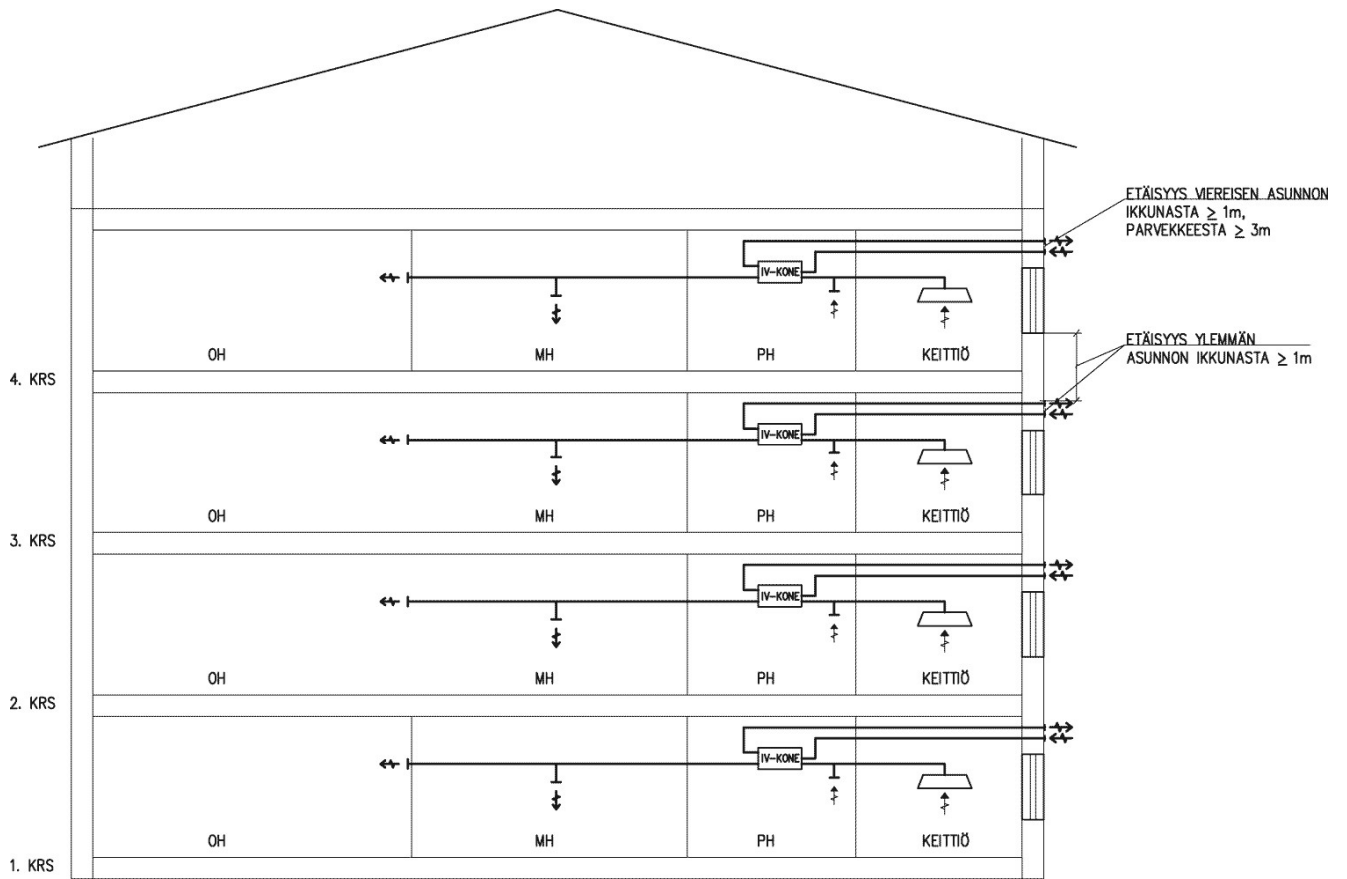 ETÄISYYS VIEREISEN ASUNNON
IKKUNASTA ≥ 1m,
PARVEKKEESTA ≥ 3m
IV-KONE
OH
MH
PH
KEITTIÖ
ETÄISYYS YLEMMÄN
ASUNNON IKKUNASTA ≥ 1m
4. KRS
IV-KONE
OH
MH
PH
KEITTIÖ
3. KRS
IV-KONE
OH
MH
PH
KEITTIÖ
2. KRS
IV-KONE
OH
MH
PH
KEITTIÖ
1. KRS